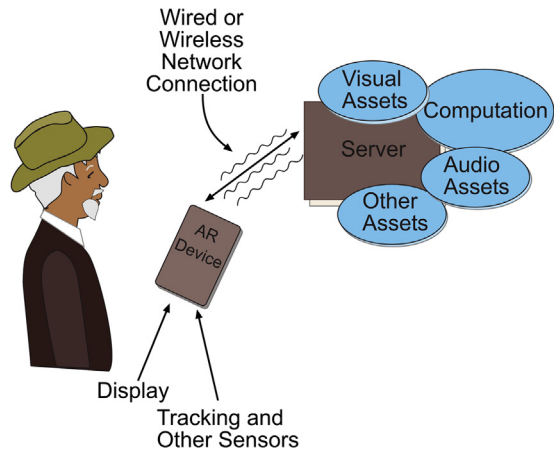 Wired or
Wireless
Network
Connection
Visual
Assets
Computation
Server
Audio
Assets
Other
Assets
AR
Device
Display
Tracking and
Other Sensors